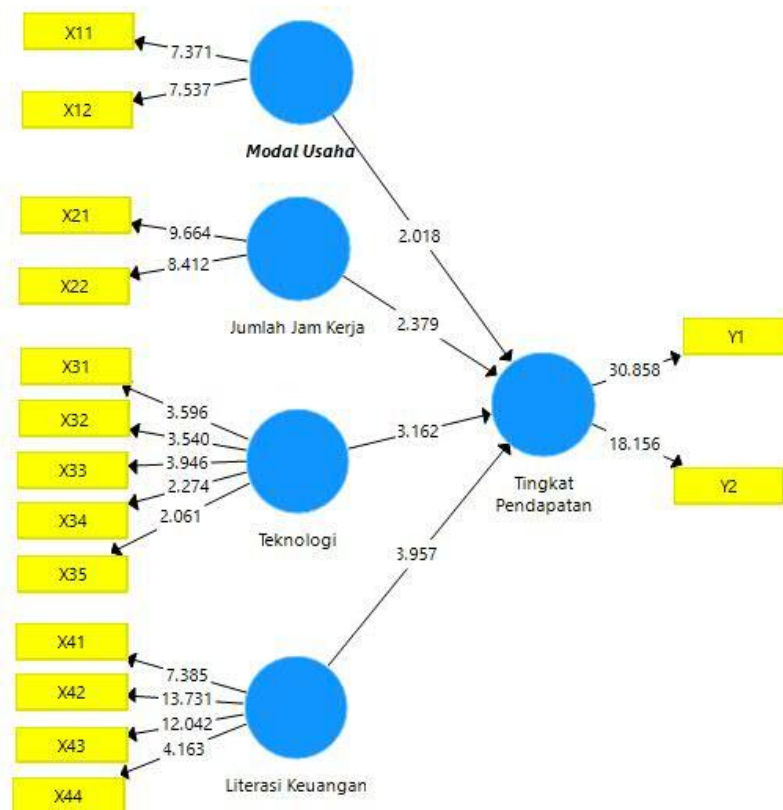 X11
7.371
7.537
X12
Modal Usaha
X21
9.664
8.412
X22
2.018
Jumlah Jam Kerja
2.379
Y1
30.858
X31
3.596
X32
3.540
X33
3.946
X34
2.274
2.061
X35
Teknologi
3.162
18.156
Y2
Tingkat
Pendapatan
3.957
X41
7.385
X42
13.731
12.042
X43
4.163
X44
Literasi Keuangan